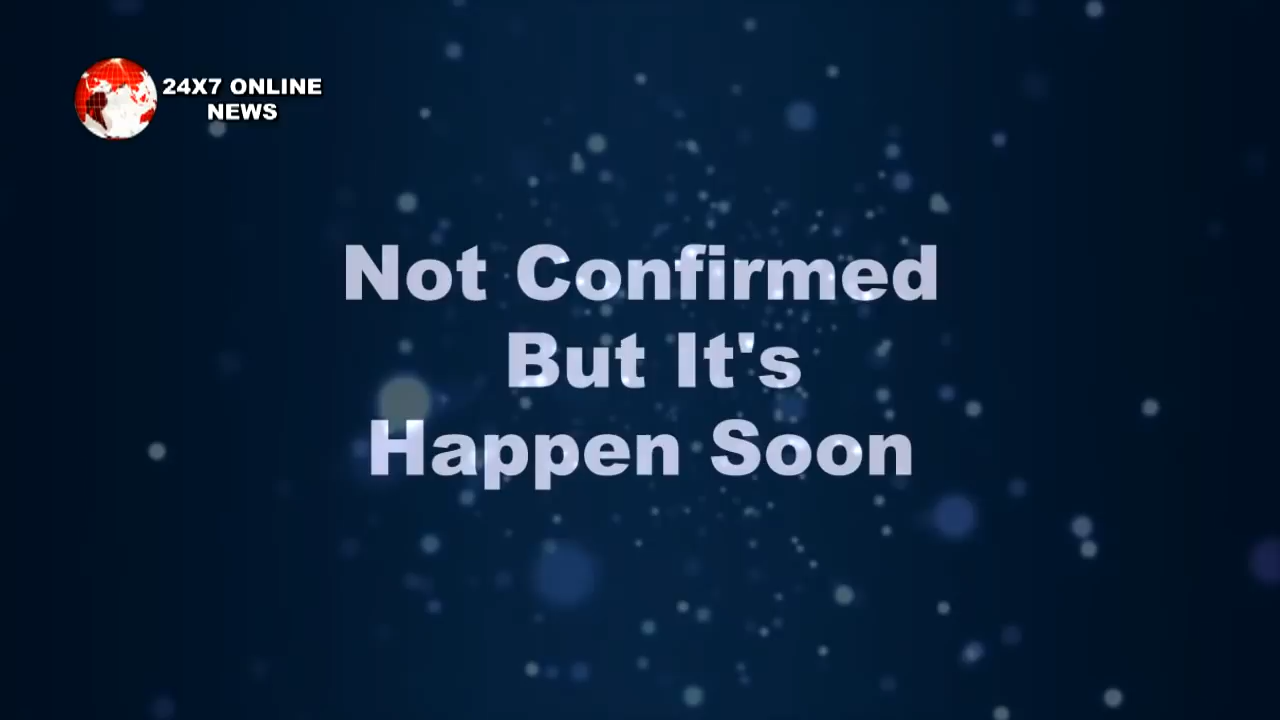 24X7 ONLINE
NEWS
Not Confirmed
But It's
Happen Soon